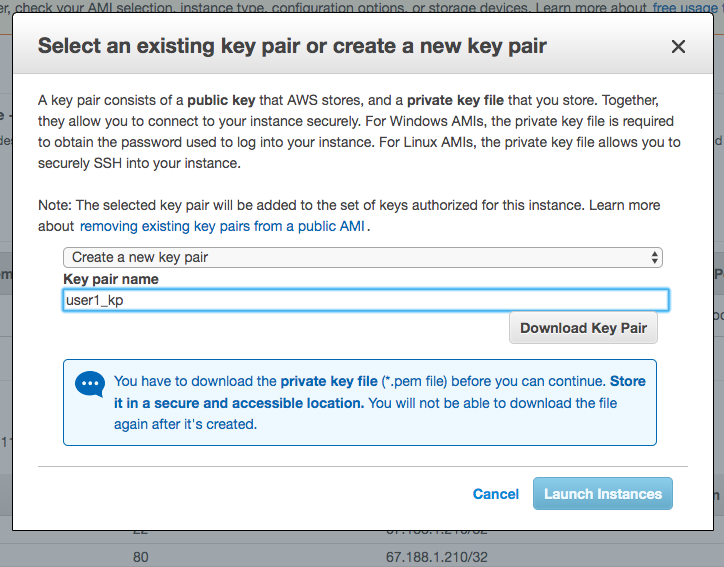 er, check your AMI selection, instance type, configuration options, or storage devices. Learn more about free usage
Select an existing key pair or create a new key pair
A key pair consists of a public key that AWS stores, and a private key file that you store. Together,
they allow you to connect to your instance securely. For Windows AMIs, the private key file is required
to obtain the password used to log into your instance. For Linux AMIs, the private key file allows you to
securely SSH into your instance.
Note: The selected key pair will be added to the set of keys authorized for this instance. Learn more
about removing existing key pairs from a public AMI.
Create a new key pair
Key pair name
user1_kp
Download Key Pair
You have to download the private key file (*.pem file) before you can continue. Store
it in a secure and accessible location. You will not be able to download the file
again after it's created.
Cancel Launch Instances
22 67.188.1.210/32
80 67.188.1.210/32